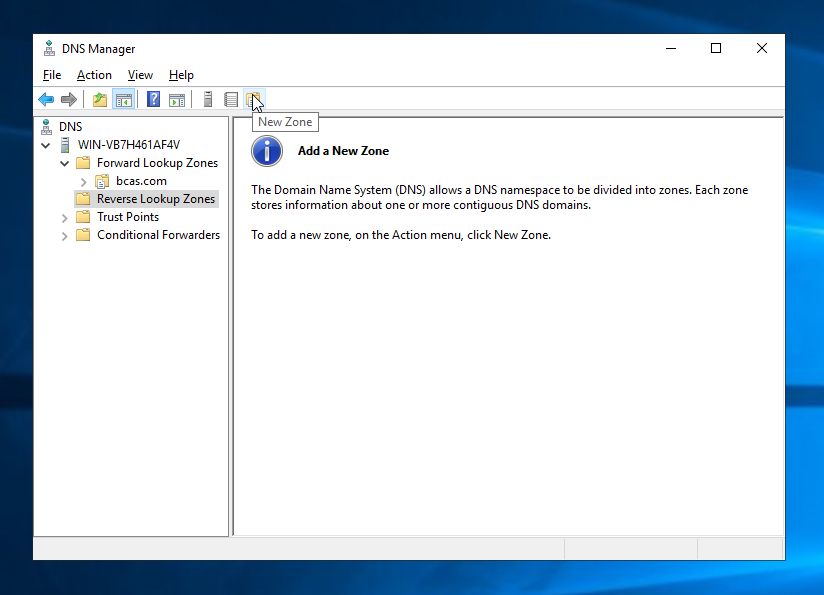 DNS Manager
File Action View Help
New Zone
DNS
WIN-VB7H461AF4V
Forward Lookup Zones
bcas.com
Reverse Lookup Zones
Trust Points
Conditional Forwarders
Add a New Zone
The Domain Name System (DNS) allows a DNS namespace to be divided into zones. Each zone
stores information about one or more contiguous DNS domains.
To add a new zone, on the Action menu, click New Zone.